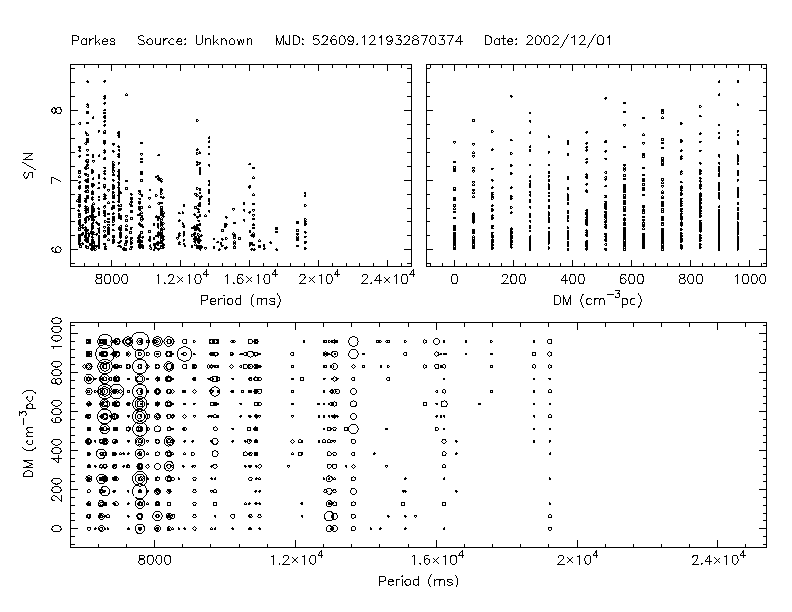 Parkes Source: Unknown MJD: 52609.121932870374 Date: 2002/12/01
S/N
8
7
6
8000 1.2×10⁴ 1.6×10⁴ 2×10⁴ 2.4×10⁴
Period (ms)
0 200 400 600 800 1000
DM (cm⁻³pc)
DM (cm⁻³pc)
1000
800
600
400
200
0
8000 1.2×10⁴ 1.6×10⁴ 2×10⁴ 2.4×10⁴
Period (ms)